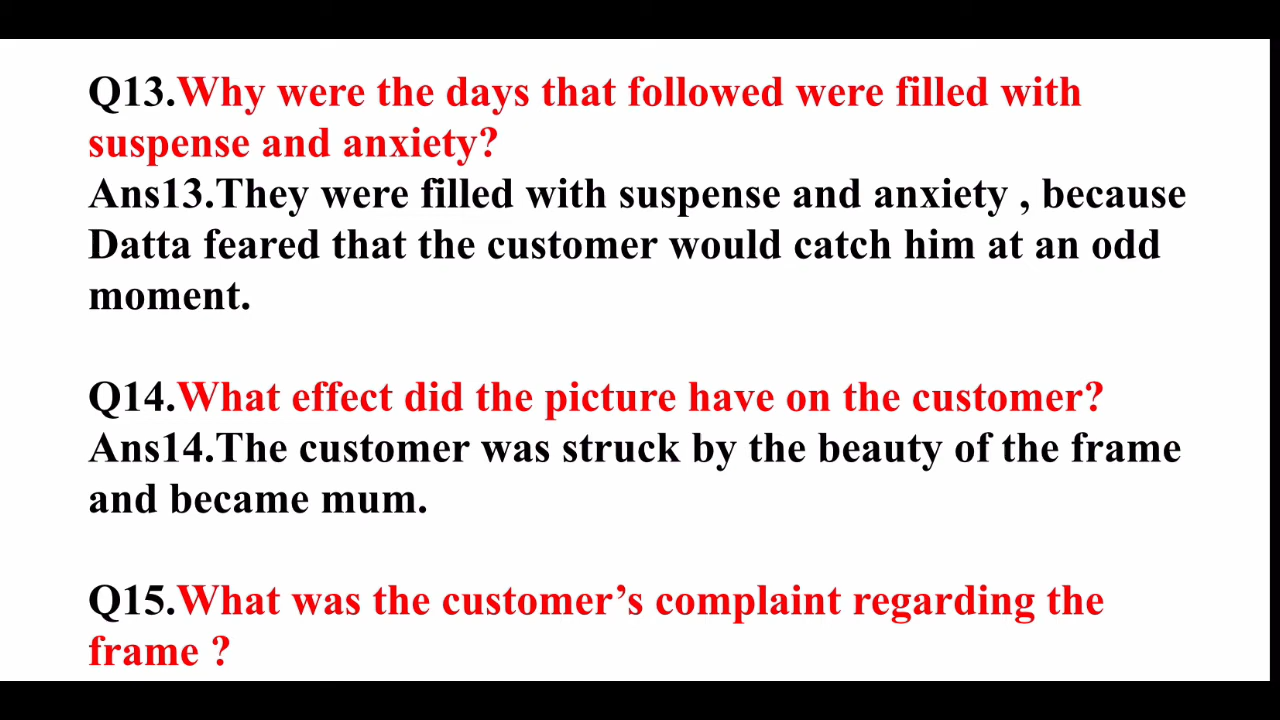 Q13.Why were the days that followed were filled with
suspense and anxiety?
Ans13.They were filled with suspense and anxiety , because
Datta feared that the customer would catch him at an odd
moment.
Q14.What effect did the picture have on the customer?
Ans14.The customer was struck by the beauty of the frame
and became mum.
Q15.What was the customer’s complaint regarding the
frame ?